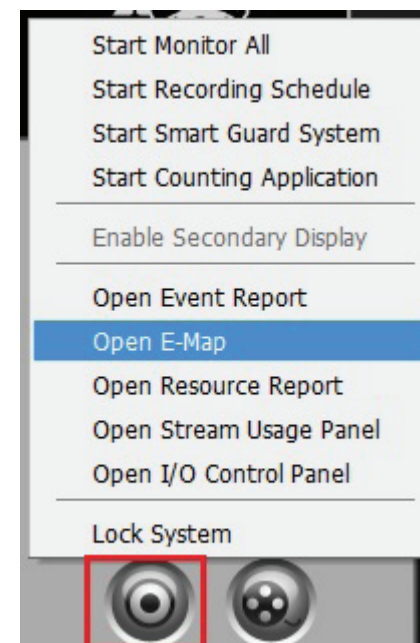 Start Monitor All
Start Recording Schedule
Start Smart Guard System
Start Counting Application
Enable Secondary Display
Open Event Report
Open E-Map
Open Resource Report
Open Stream Usage Panel
Open I/O Control Panel
Lock System